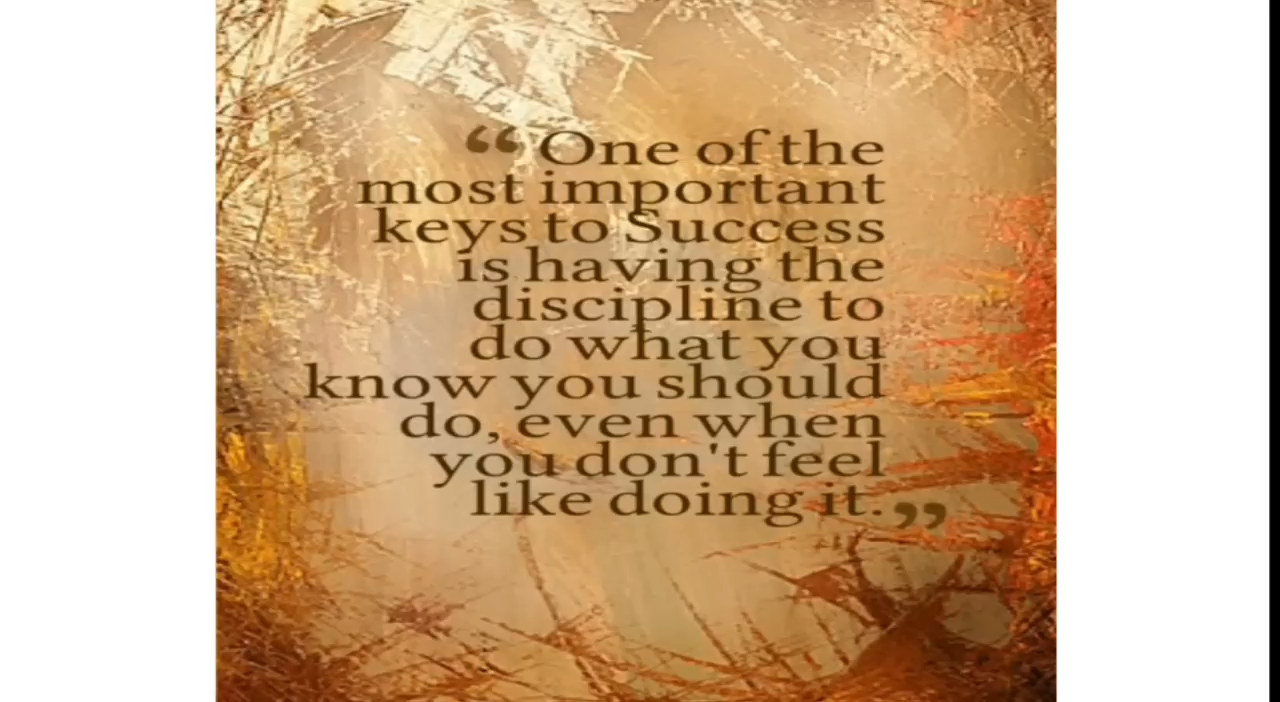 “One of the
most important
keys to Success
is having the
discipline to
do what you
know you should
do, even when
you don't feel
like doing it.”